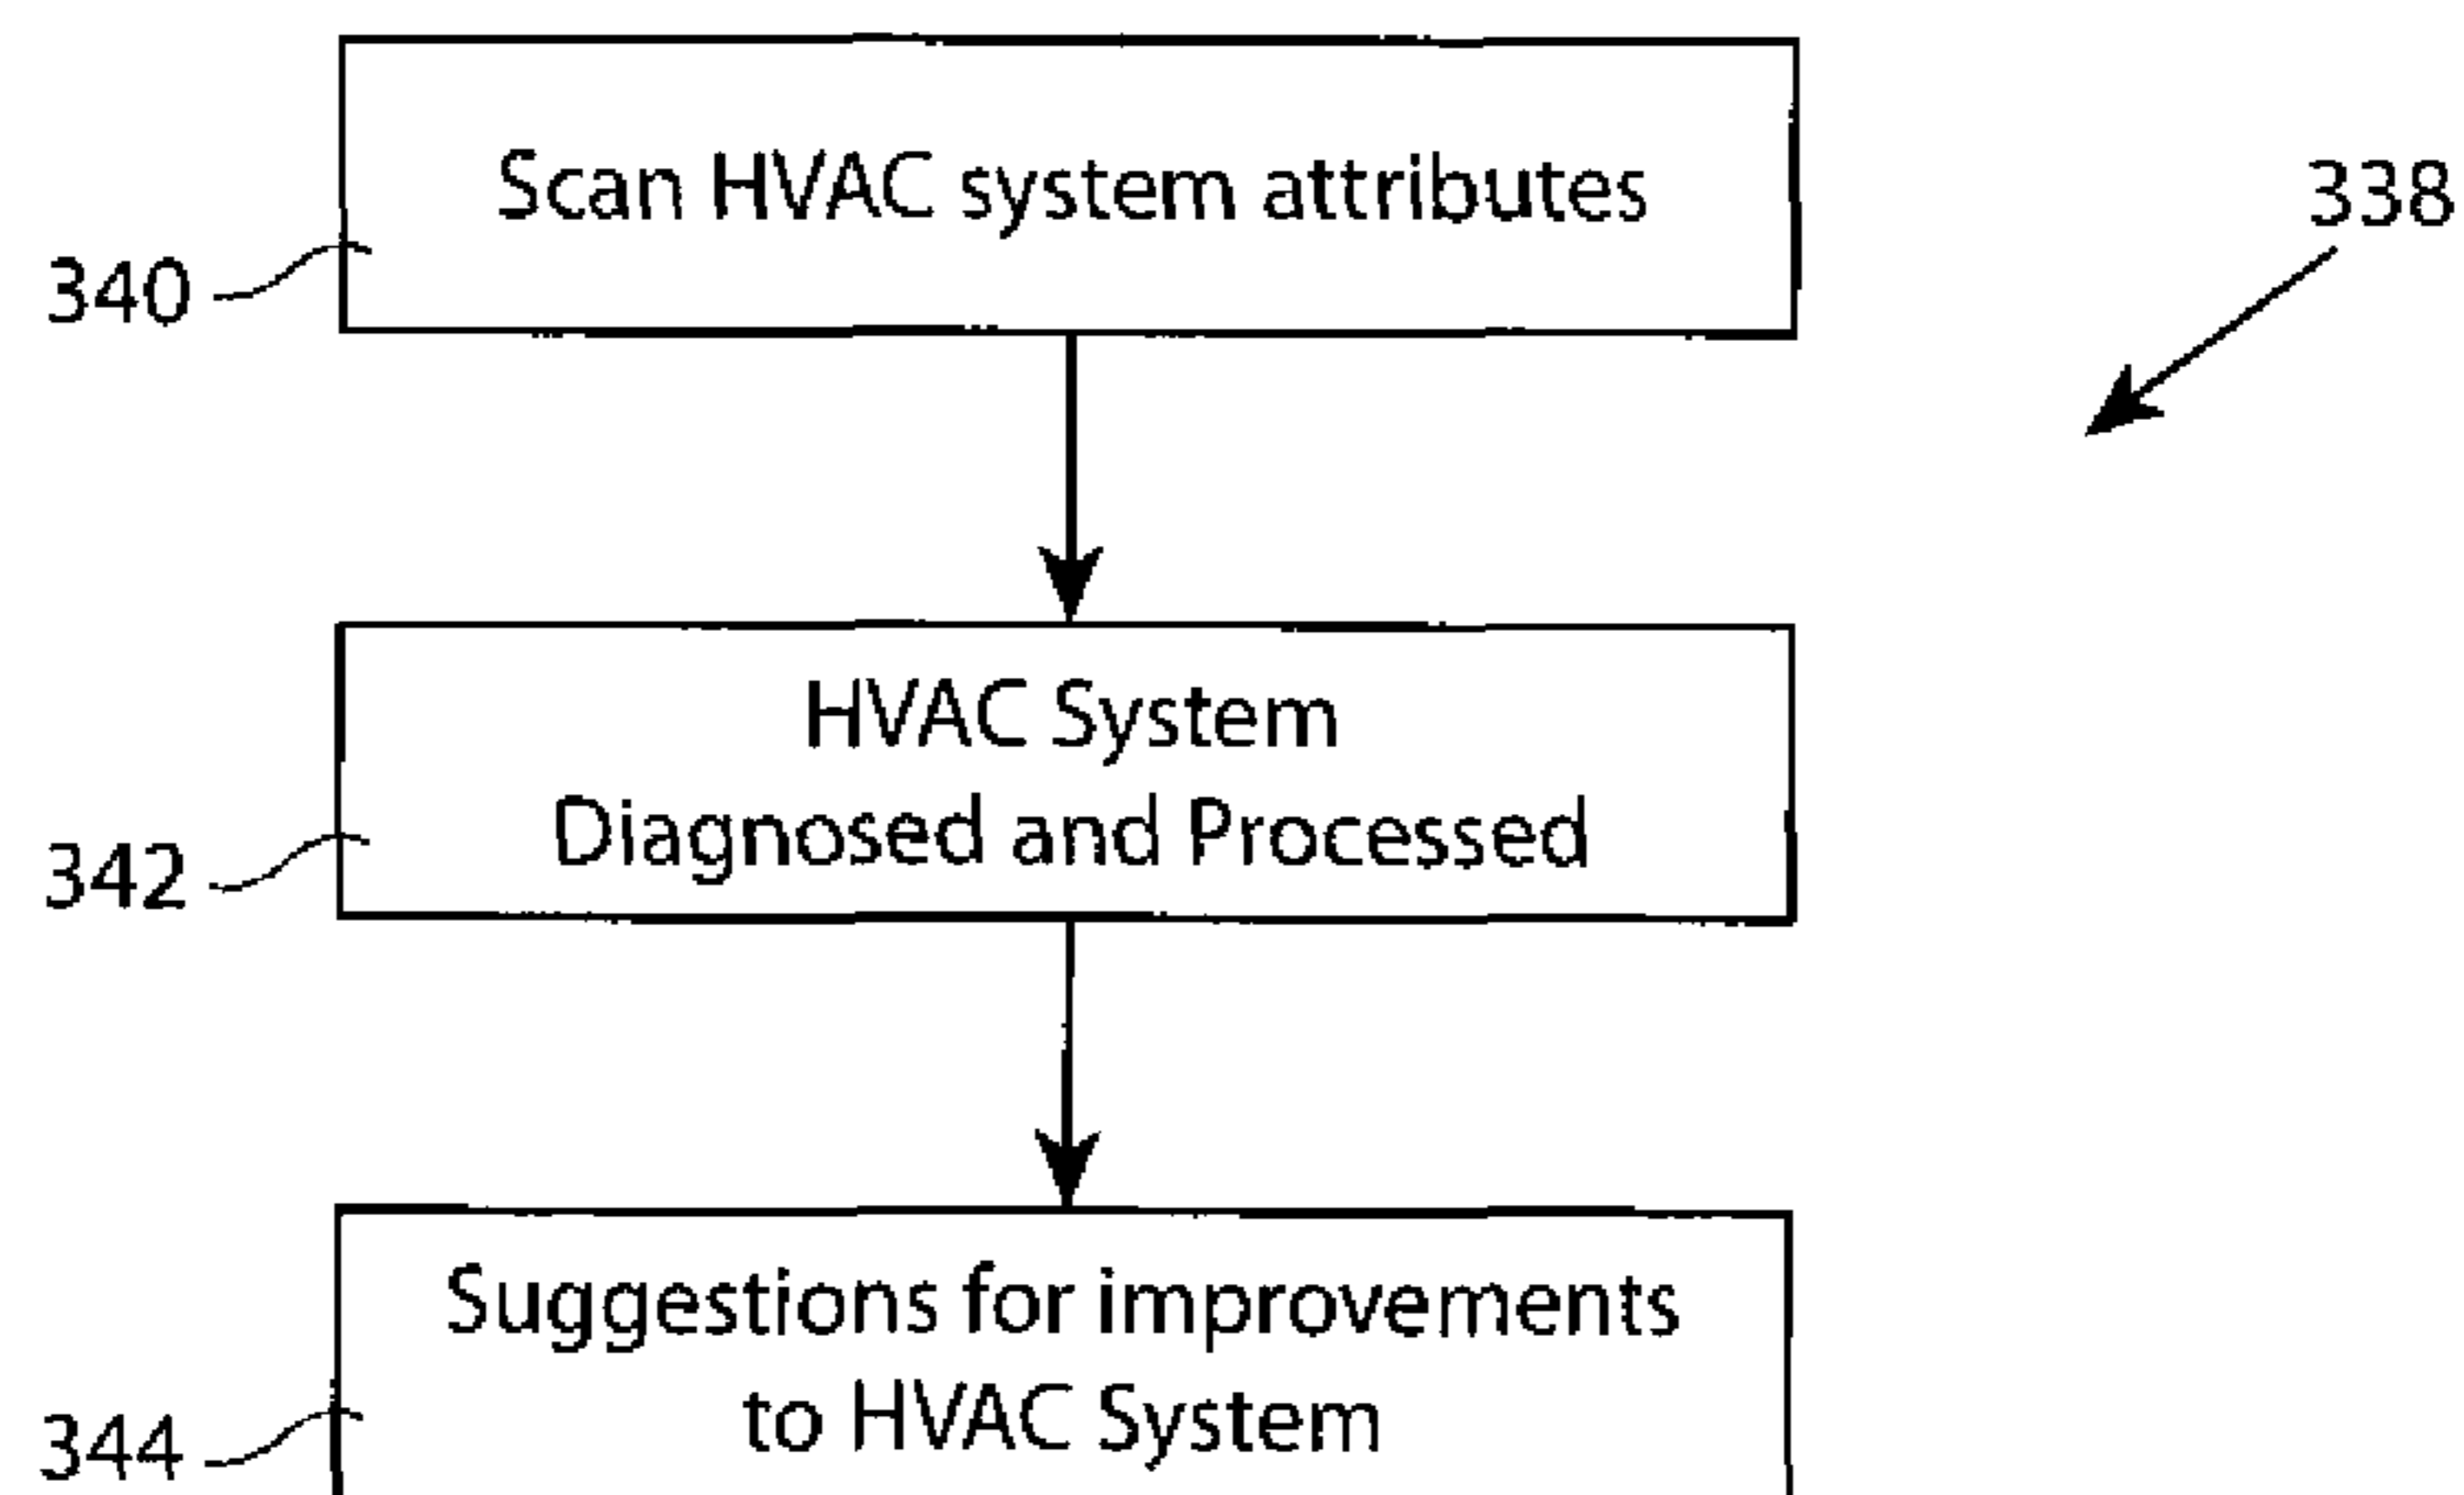 Scan HVAC system attributes
338
340
HVAC System
Diagnosed and Processed
342
Suggestions for improvements
to HVAC System
344